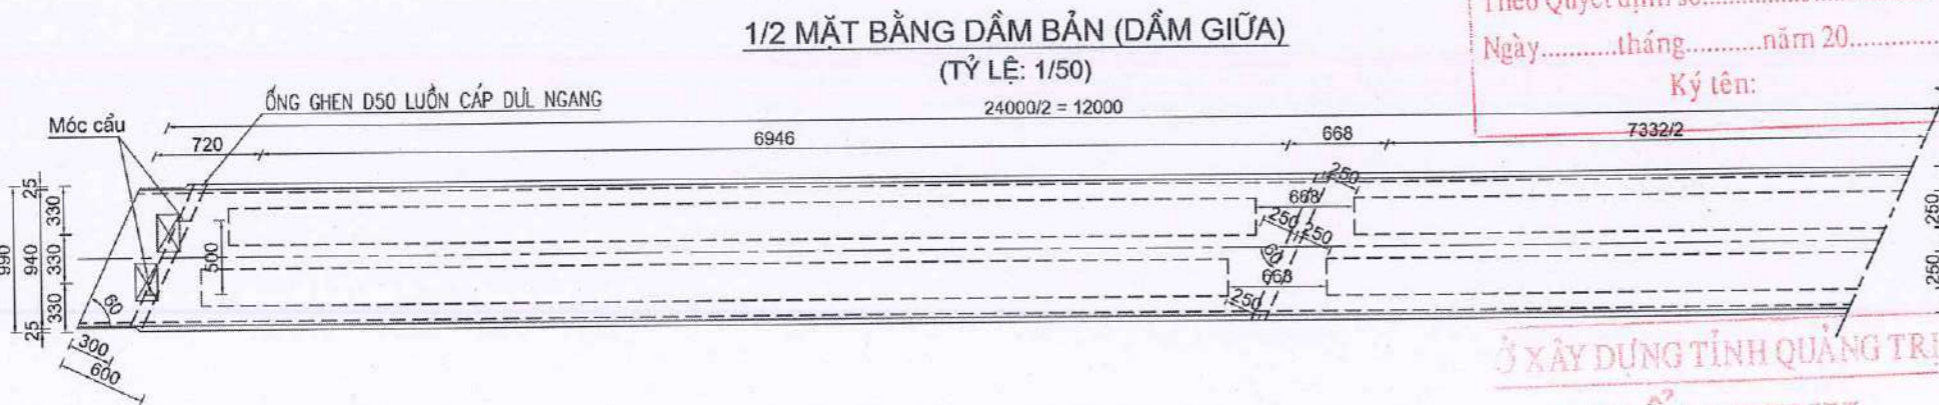 1/2 MẶT BẰNG DẦM BẢN (DẦM GIỮA)
(TỶ LỆ: 1/50)
Theo Quyết định số
Ngày...........tháng...........năm 20.............
Ký tên:
ỐNG GHEN D50 LUỒN CÁP DƯL NGANG
24000/2 = 12000
Móc cẩu
720
6946
668
7332/2
25
330
250
668
990
940
330
500
250
250
60
250
668
60
330
250
250
25
300
600
XÂY DỰNG TỈNH QUẢNG TRỊ